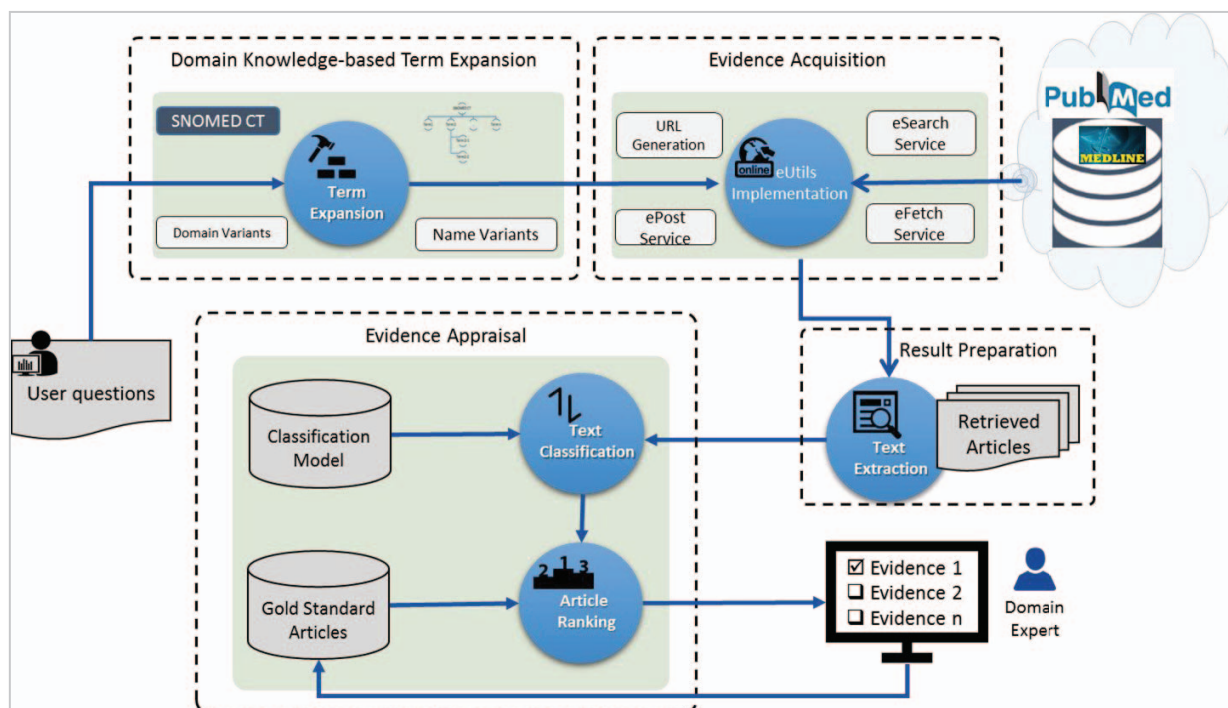 Domain Knowledge-based Term Expansion
SNOMED CT
Term
Expansion
Domain Variants
Name Variants
Evidence Acquisition
URL
Generation
eSearch
Service
online
eUtils
Implementation
ePost
Service
eFetch
Service
PubMed
MEDLINE
User questions
Evidence Appraisal
Classification
Model
Text
Classification
Gold Standard
Articles
2 1 3
Article
Ranking
Result Preparation
Text
Extraction
Retrieved
Articles
Evidence 1
Evidence 2
Evidence n
Domain
Expert